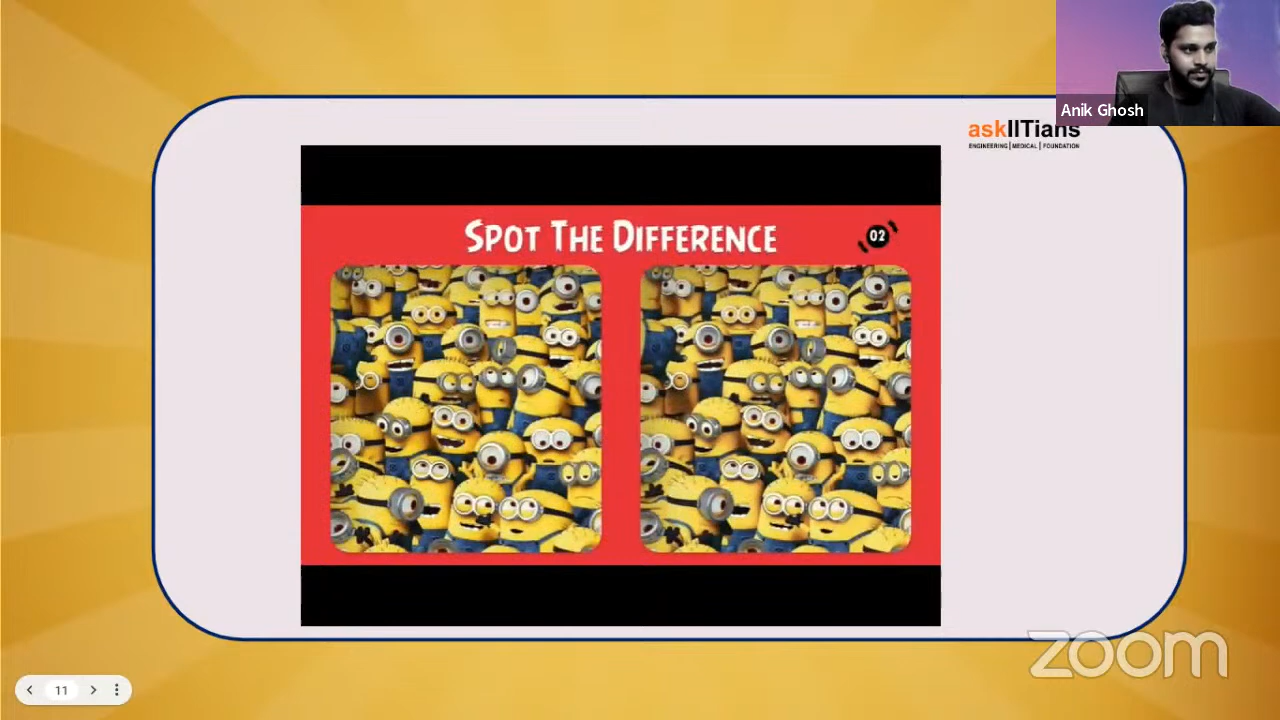 Anik Ghosh
askIITians
ENGINEERING | MEDICAL | FOUNDATION
SPOT THE DIFFERENCE
02
11
zoom